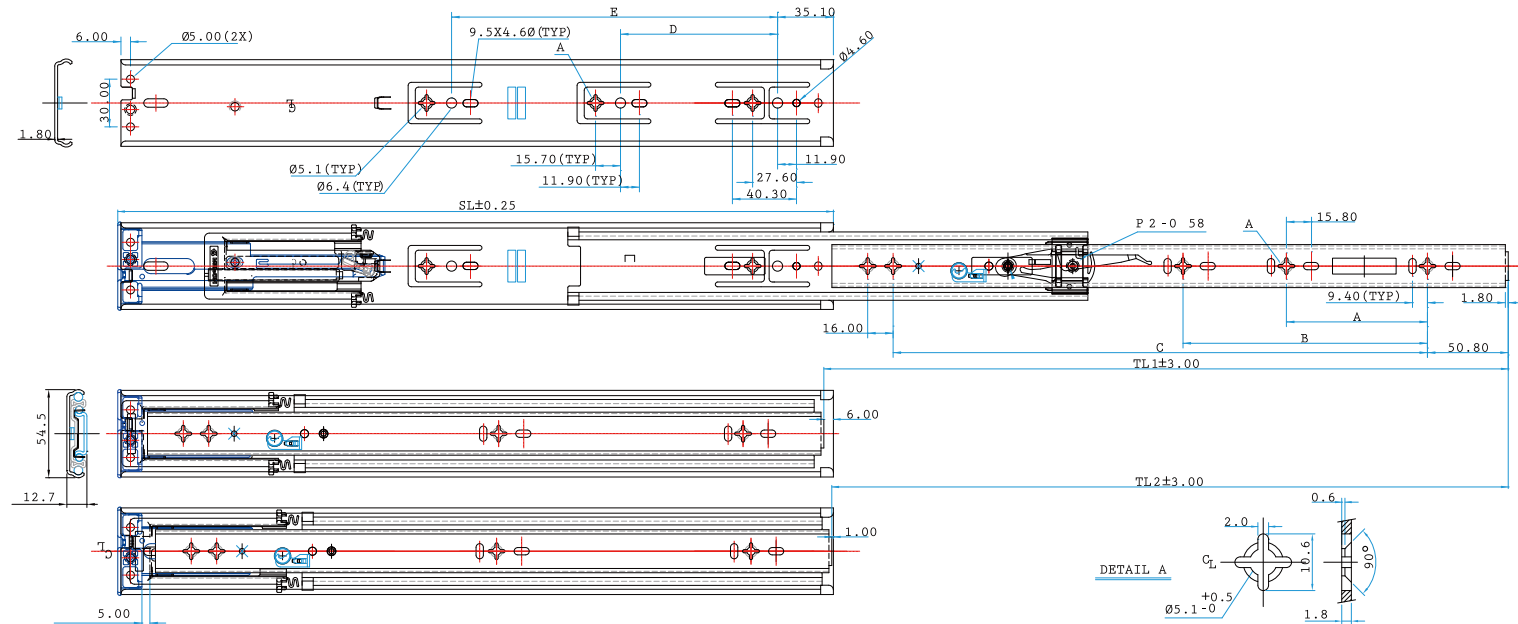 E
35.10
6.00
Ø5.00(2X)
9.5X4.6Ø(TYP)
D
A
Ø4.60
30.00
1.80
Ø5.1(TYP)
Ø6.4(TYP)
15.70(TYP)
11.90(TYP)
11.90
27.60
40.30
SL±0.25
P2-0 58
A
15.80
9.40(TYP)
1.80
16.00
A
B
C
50.80
TL1±3.00
54.5
6.00
12.7
TL2±3.00
1.00
CL
5.00
0.6
2.0
CL
10.6
90°
DETAIL A
+0.5
Ø5.1-0
1.8